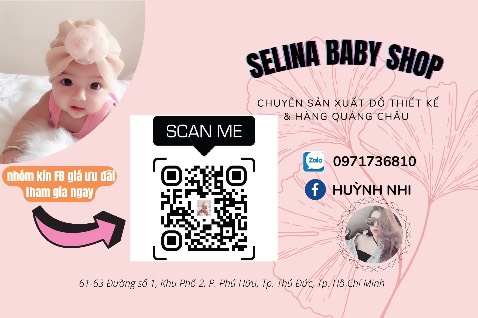 SELINA BABY SHOP
CHUYÊN SẢN XUẤT ĐỒ THIẾT KẾ
& HÀNG QUẢNG CHÂU
SCAN ME
Zalo 0971736810
nhóm kín FB giá ưu đãi
tham gia ngay
f HUỲNH NHI
61-63 Đường số 1, Khu Phố 2, P. Phú Hữu, Tp. Thủ Đức, Tp. Hồ Chí Minh